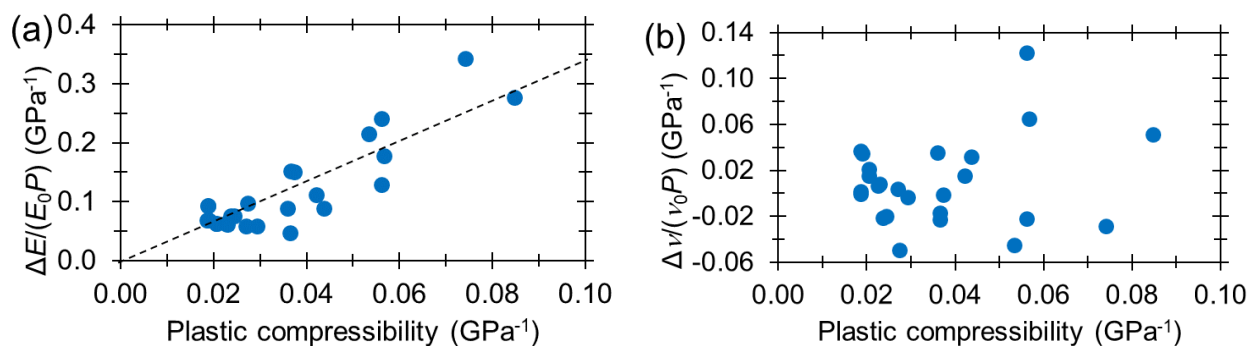 (a)
ΔE/(E₀P) (GPa⁻¹)
0.4
0.3
0.2
0.1
0.0
0.00 0.02 0.04 0.06 0.08 0.10
Plastic compressibility (GPa⁻¹)
(b)
Δν/(ν₀P) (GPa⁻¹)
0.14
0.10
0.06
0.02
-0.02
-0.06
0.00 0.02 0.04 0.06 0.08 0.10
Plastic compressibility (GPa⁻¹)